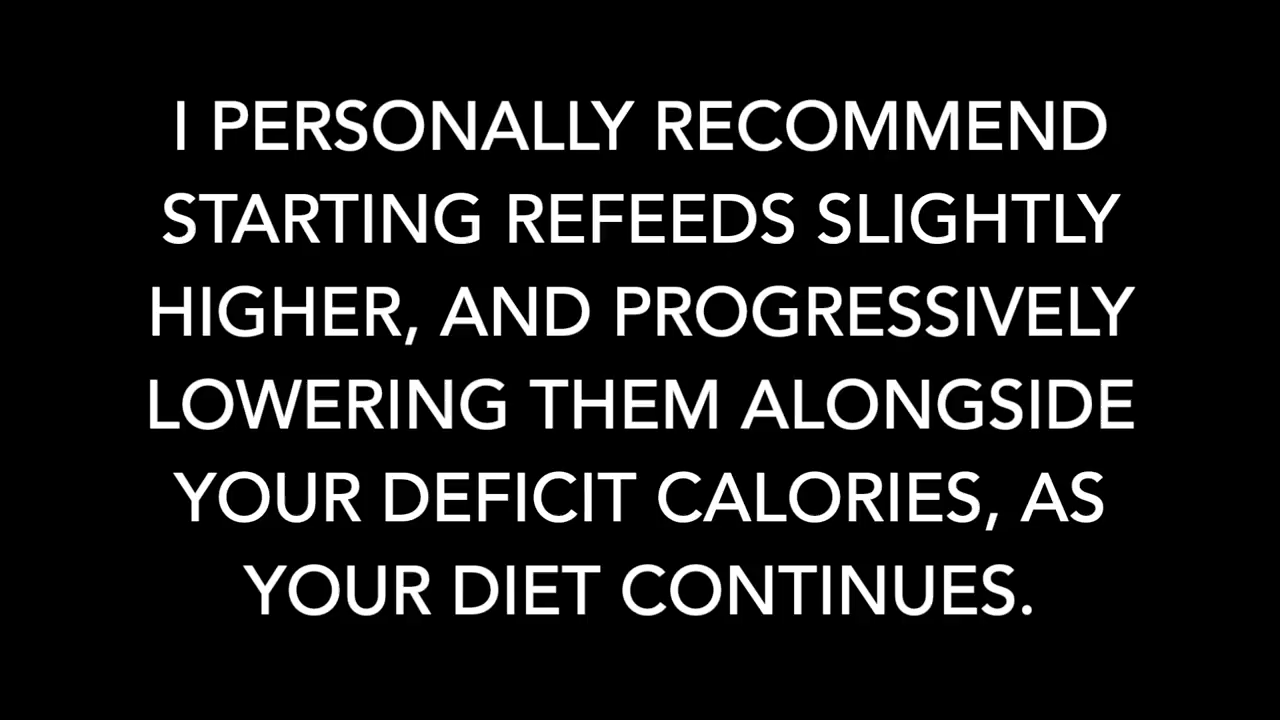 I PERSONALLY RECOMMEND
STARTING REFEEDS SLIGHTLY
HIGHER, AND PROGRESSIVELY
LOWERING THEM ALONGSIDE
YOUR DEFICIT CALORIES, AS
YOUR DIET CONTINUES.